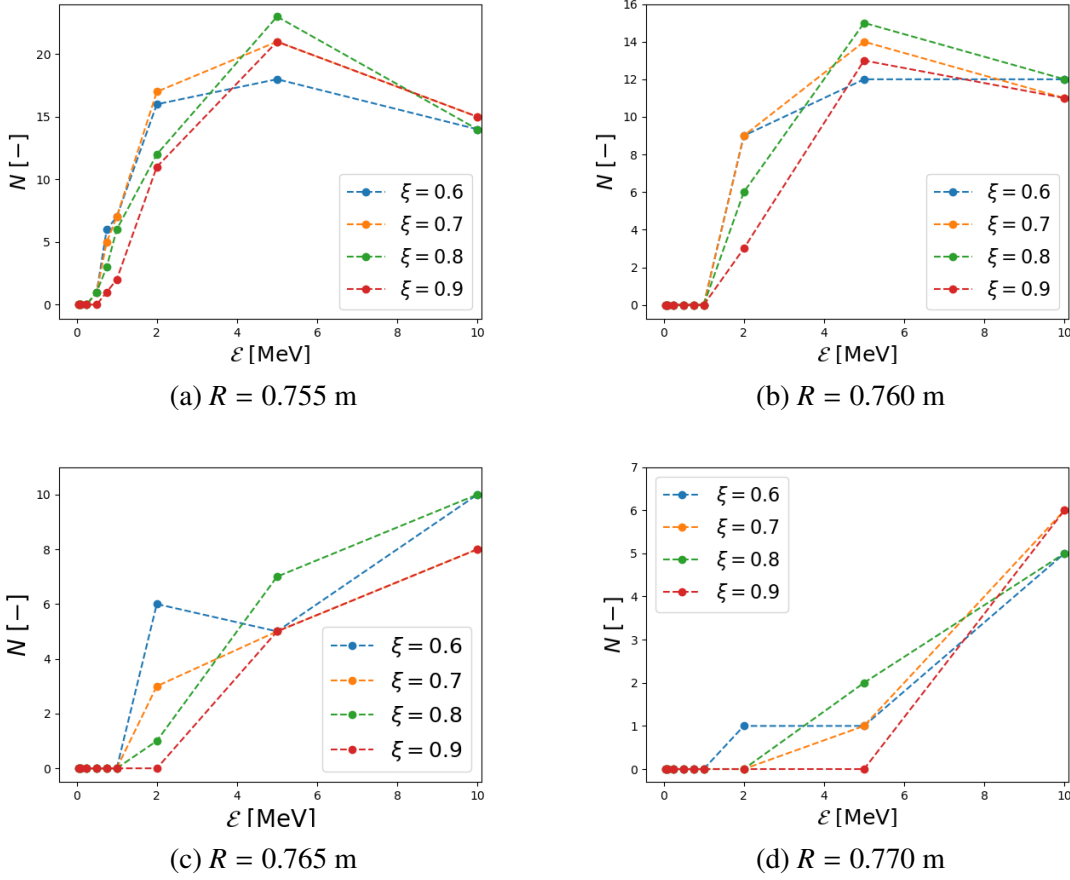 20
15
10
5
0
N [−]
0 2 4 6 8 10
ℰ [MeV]
ξ = 0.6
ξ = 0.7
ξ = 0.8
ξ = 0.9
(a) R = 0.755 m
16
14
12
10
8
6
4
2
0
N [−]
0 2 4 6 8 10
ℰ [MeV]
ξ = 0.6
ξ = 0.7
ξ = 0.8
ξ = 0.9
(b) R = 0.760 m
10
8
6
4
2
0
N [−]
0 2 4 6 8 10
ℰ [MeV]
ξ = 0.6
ξ = 0.7
ξ = 0.8
ξ = 0.9
(c) R = 0.765 m
7
6
5
4
3
2
1
0
N [−]
0 2 4 6 8 10
ℰ [MeV]
ξ = 0.6
ξ = 0.7
ξ = 0.8
ξ = 0.9
(d) R = 0.770 m